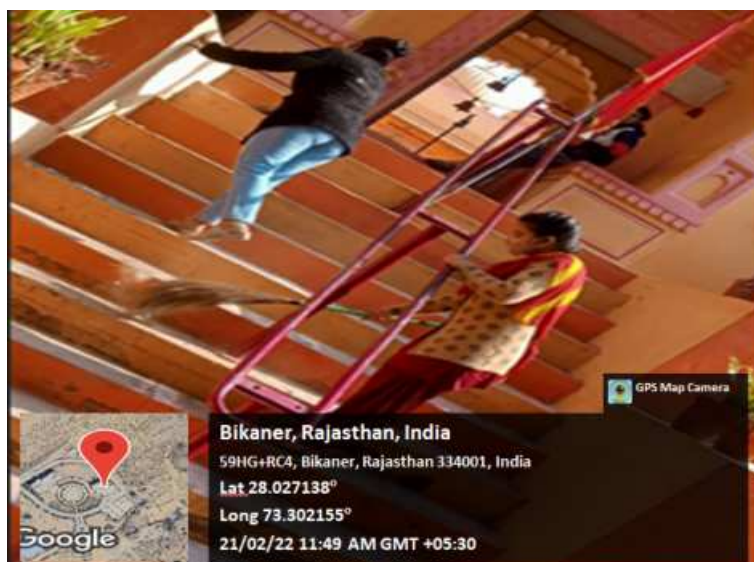 GPS Map Camera
Bikaner, Rajasthan, India
59HG+RC4, Bikaner, Rajasthan 334001, India
Lat 28.027138°
Long 73.302155°
21/02/22 11:49 AM GMT +05:30
Google